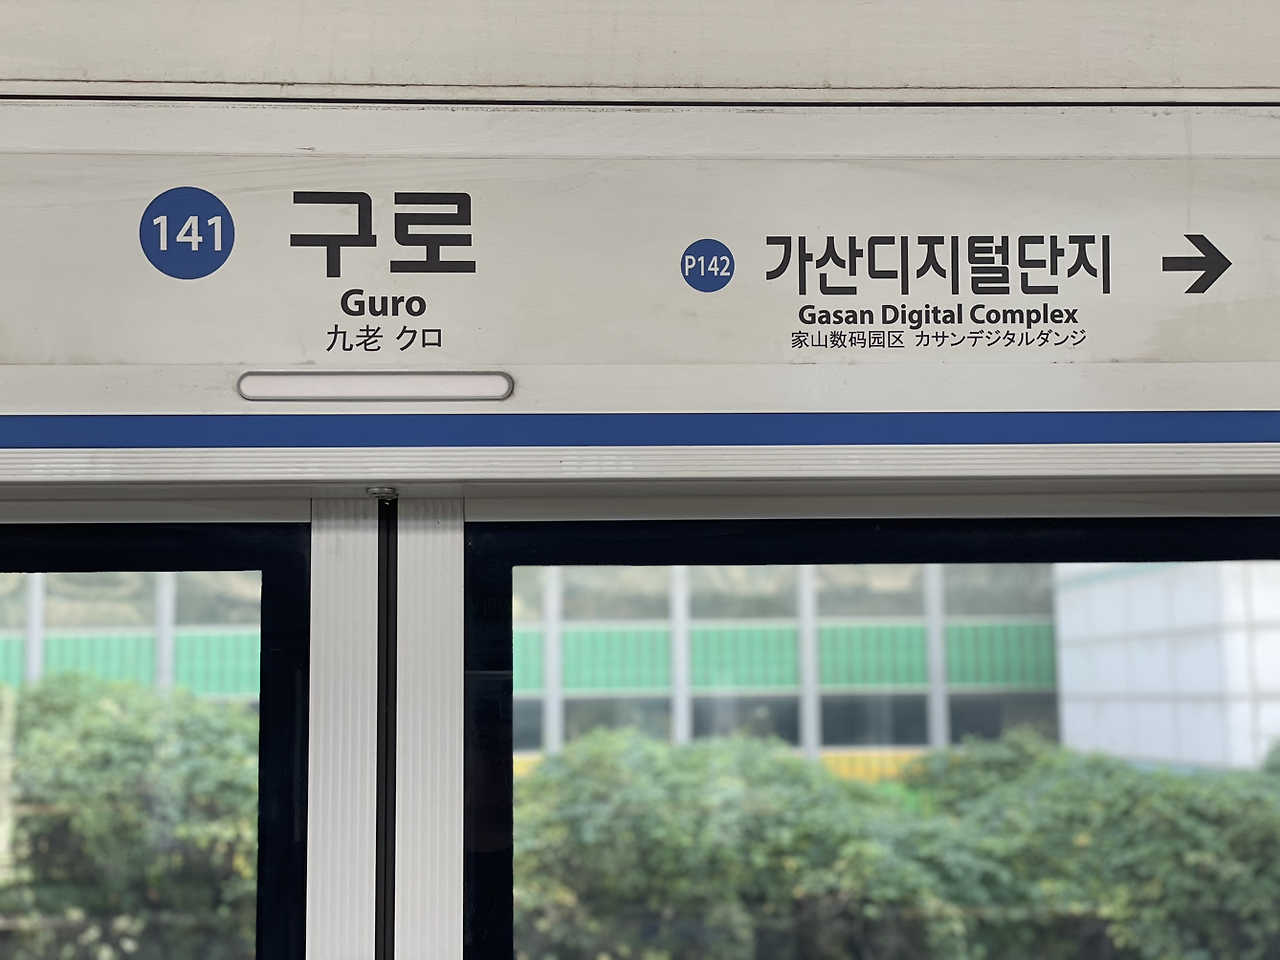 141 구로
Guro
九老 クロ
P142 가산디지털단지 →
Gasan Digital Complex
家山数码园区 カサンデジタルダンジ